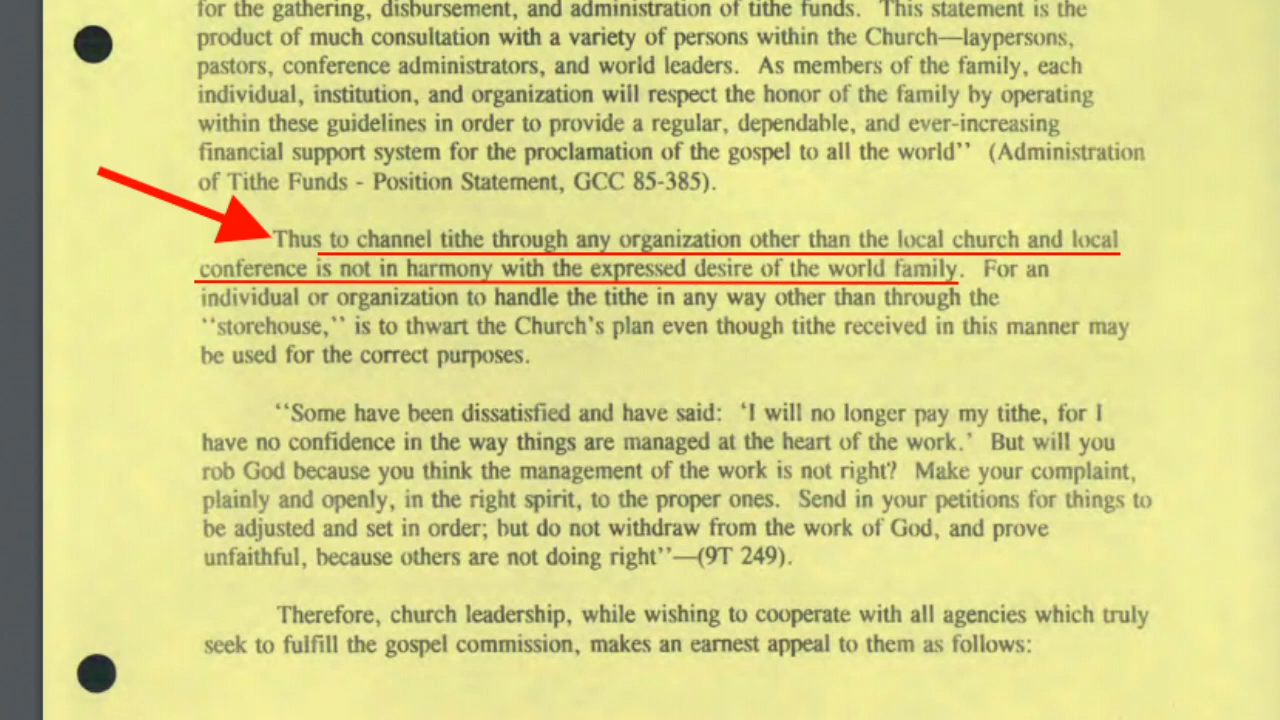 for the gathering, disbursement, and administration of tithe funds. This statement is the
product of much consultation with a variety of persons within the Church—laypersons,
pastors, conference administrators, and world leaders. As members of the family, each
individual, institution, and organization will respect the honor of the family by operating
within these guidelines in order to provide a regular, dependable, and ever-increasing
financial support system for the proclamation of the gospel to all the world'' (Administration
of Tithe Funds - Position Statement, GCC 85-385).
Thus to channel tithe through any organization other than the local church and local
conference is not in harmony with the expressed desire of the world family. For an
individual or organization to handle the tithe in any way other than through the
``storehouse,'' is to thwart the Church's plan even though tithe received in this manner may
be used for the correct purposes.
``Some have been dissatisfied and have said: `I will no longer pay my tithe, for I
have no confidence in the way things are managed at the heart of the work.' But will you
rob God because you think the management of the work is not right? Make your complaint,
plainly and openly, in the right spirit, to the proper ones. Send in your petitions for things to
be adjusted and set in order; but do not withdraw from the work of God, and prove
unfaithful, because others are not doing right''—(9T 249).
Therefore, church leadership, while wishing to cooperate with all agencies which truly
seek to fulfill the gospel commission, makes an earnest appeal to them as follows: